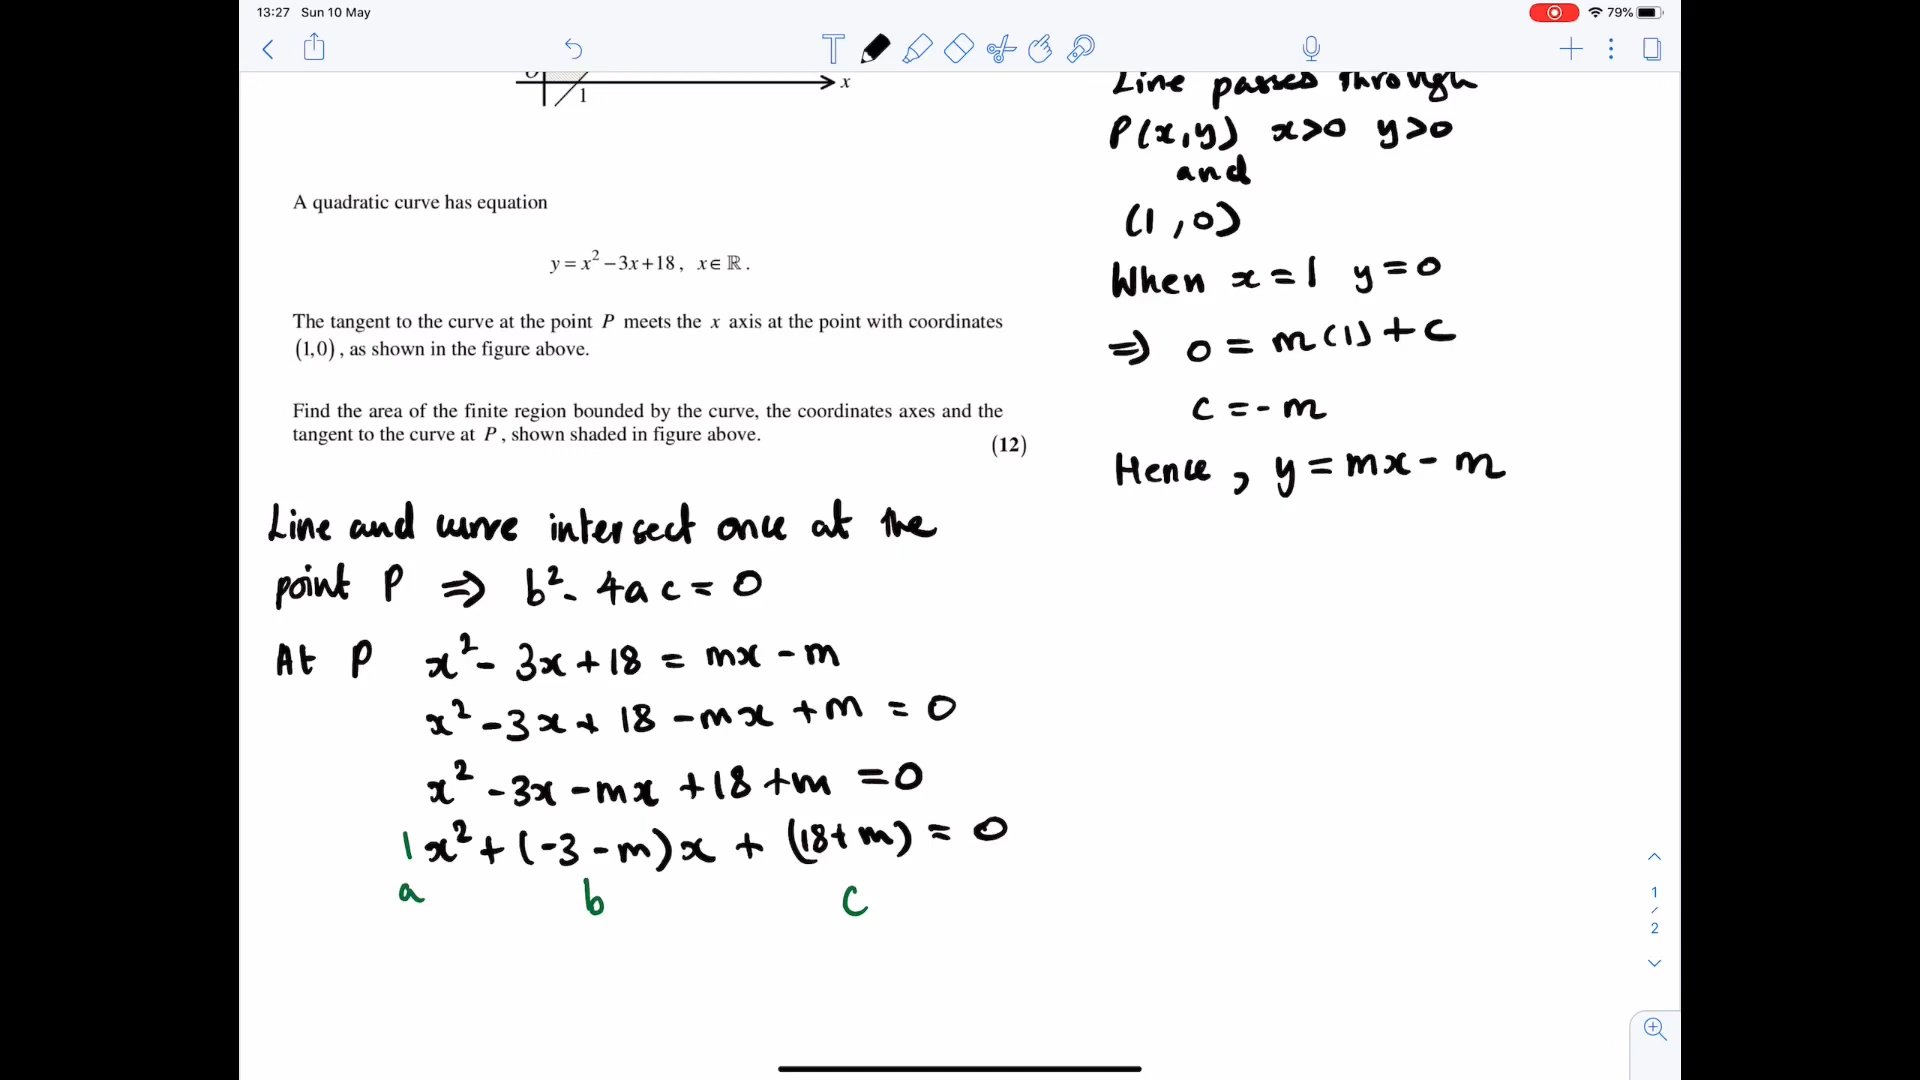 13:27 Sun 10 May
79%
x
1
A quadratic curve has equation
y = x² − 3x + 18 , x ∈ ℝ .
The tangent to the curve at the point P meets the x axis at the point with coordinates
(1,0) , as shown in the figure above.
Find the area of the finite region bounded by the curve, the coordinates axes and the
tangent to the curve at P , shown shaded in figure above.
(12)
Line and curve intersect once at the
point P ⇒ b² - 4ac = 0
At P x² - 3x + 18 = mx - m
x² - 3x + 18 - mx + m = 0
x² - 3x - mx + 18 + m = 0
1x² + (-3 - m)x + (18 + m) = 0
a b c
Line passes through
P(x,y) x>0 y>0
and
(1,0)
When x = 1 y = 0
⇒ 0 = m(1) + c
c = - m
Hence, y = mx - m
1
/
2